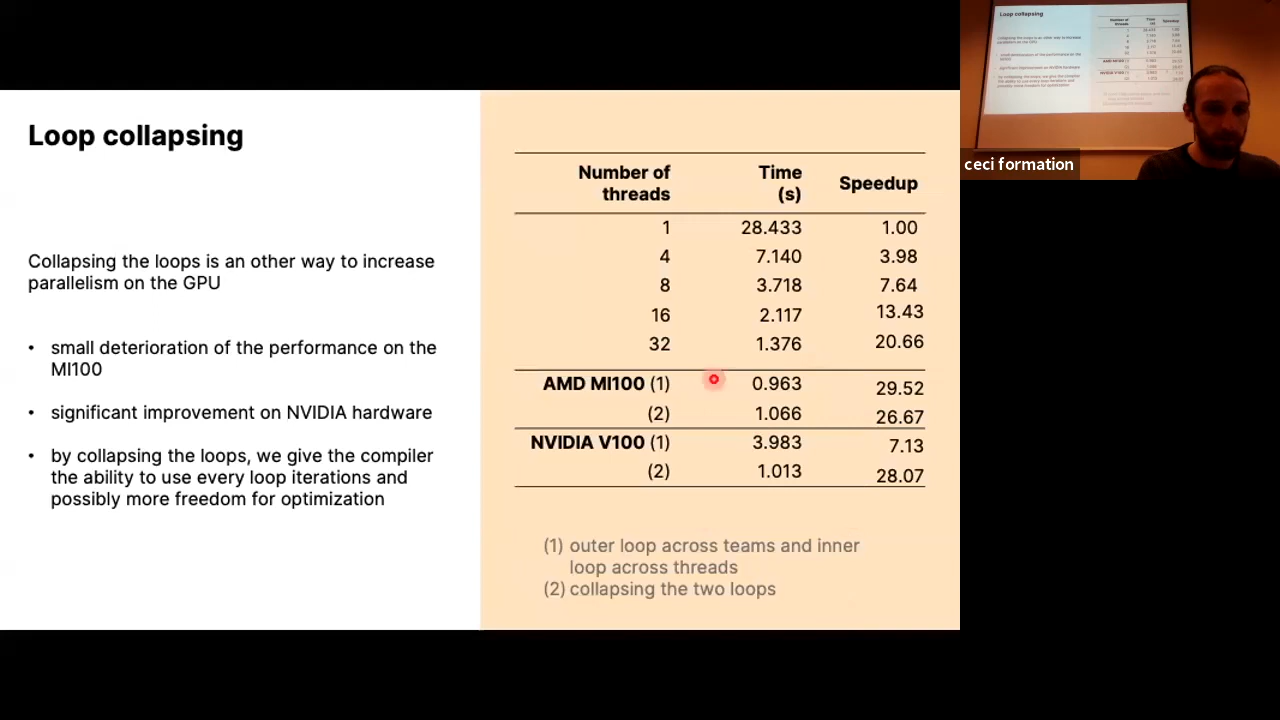 Loop collapsing
Collapsing the loops is an other way to increase
parallelism on the GPU
• small deterioration of the performance on the
MI100
• significant improvement on NVIDIA hardware
• by collapsing the loops, we give the compiler
the ability to use every loop iterations and
possibly more freedom for optimization
Number of
threads
Time
(s)
Speedup
1 28.433 1.00
4 7.140 3.98
8 3.718 7.64
16 2.117 13.43
32 1.376 20.66
AMD MI100 (1) 0.963 29.52
(2) 1.066 26.67
NVIDIA V100 (1) 3.983 7.13
(2) 1.013 28.07
(1) outer loop across teams and inner
loop across threads
(2) collapsing the two loops
Loop collapsing
ceci formation